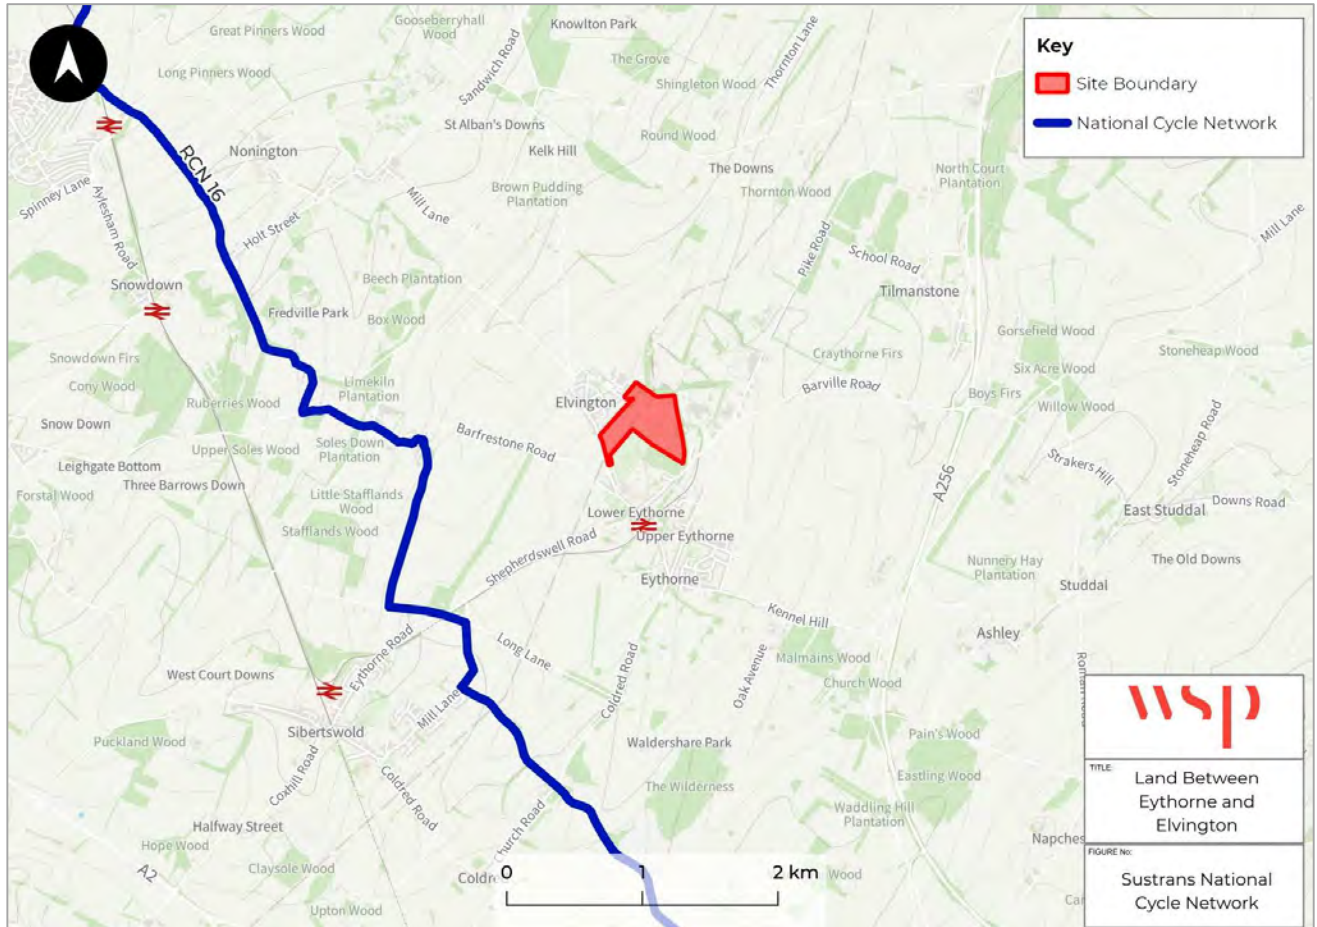 Great Pinners Wood
Gooseberryhall
Wood
Knowlton Park
Long Pinners Wood
Sandwich Road
The Grove
Shingleton Wood
Thornton Lane
Key
Site Boundary
National Cycle Network
St Alban's Downs
Round Wood
Kelk Hill
The Downs
Nonington
RCN 16
North Court
Plantation
Spinney Lane
Aylesham Road
Brown Pudding
Plantation
Thornton Wood
Mill Lane
Holt Street
Mill Lane
Pike Road
School Road
Tilmanstone
Snowdown
Beech Plantation
Fredville Park
Box Wood
Gorsefield Wood
Stoneheap Wood
Snowdown Firs
Cony Wood
Craythorne Firs
Six Acre Wood
Limekiln
Plantation
Barville Road
Boys Firs
Willow Wood
Ruberries Wood
Elvington
Snow Down
Barfrestone Road
Upper Soles Wood
Soles Down
Plantation
Leighgate Bottom
Three Barrows Down
Forstal Wood
Little Stafflands
Wood
Stafflands Wood
A256
Strakers Hill
Stoneheap Road
Downs Road
East Studdal
Lower Eythorne
Upper Eythorne
Shepherdswell Road
Eythorne
Nunnery Hay
Plantation
The Old Downs
Studdal
Kennel Hill
Ashley
Long Lane
Eythorne Road
West Court Downs
Malmains Wood
Church Wood
Coldred Road
Oak Avenue
Mill Lane
Sibertswold
Puckland Wood
Coxhill Road
Coldred Road
Waldershare Park
The Wilderness
Pain's Wood
Eastling Wood
Waddling Hill
Plantation
Halfway Street
Hope Wood
Claysole Wood
A2
Upton Wood
Church Road
0
1
2 km
Wood
wsp
TITLE:
Land Between
Eythorne and
Elvington
FIGURE No:
Sustrans National
Cycle Network